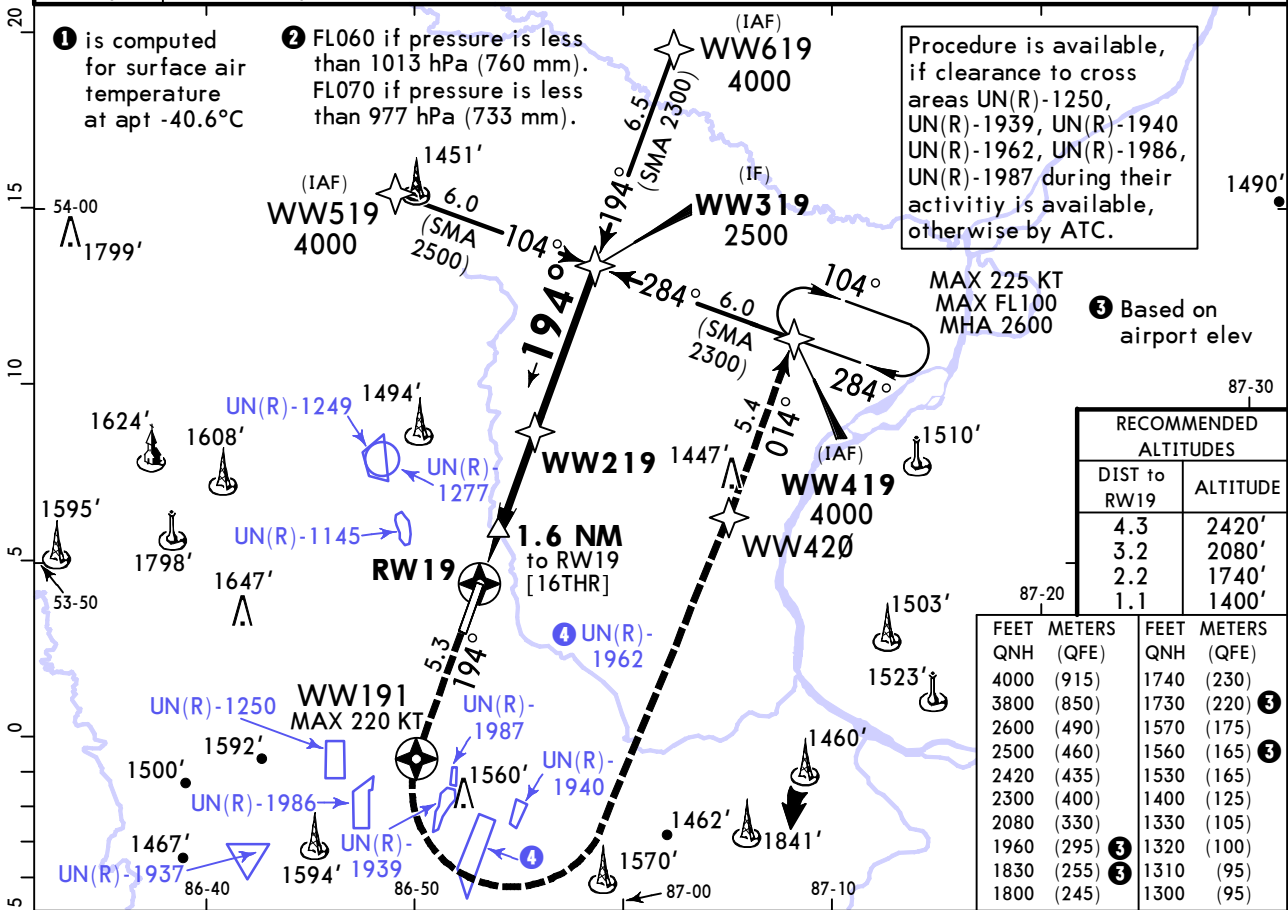 20
❶ is computed
for surface air
temperature
at apt -40.6°C
❷ FL060 if pressure is less
than 1013 hPa (760 mm).
FL070 if pressure is less
than 977 hPa (733 mm).
(IAF)
WW619
4000
Procedure is available,
if clearance to cross
areas UN(R)-1250,
UN(R)-1939, UN(R)-1940
UN(R)-1962, UN(R)-1986,
UN(R)-1987 during their
activitiy is available,
otherwise by ATC.
6.5
(SMA 2300)
194°
1451'
(IAF)
WW519
4000
6.0
(SMA
2500)
104°
(IF)
WW319
2500
1490'
15
54-00
1799'
194°
284°
6.0
(SMA
2300)
104°
284°
MAX 225 KT
MAX FL100
MHA 2600
❸ Based on
airport elev
10
87-30
1624'
1608'
1494'
UN(R)-1249
UN(R)-
1277
WW219
1447'
5.4
014°
(IAF)
WW419
4000
1510'
WW420
1595'
1798'
UN(R)-1145
1.6 NM
to RW19
[16THR]
RW19
5
53-50
1647'
RECOMMENDED
ALTITUDES
DIST to
RW19
ALTITUDE
4.3 2420'
3.2 2080'
2.2 1740'
1.1 1400'
87-20
❹ UN(R)-
1962
5.3
194°
1503'
1523'
WW191
MAX 220 KT
UN(R)-1250
UN(R)-
1987
1592'
1500'
0
1560'
UN(R)-
1940
1460'
UN(R)-1986
UN(R)-
1939
1467'
UN(R)-1937
1594'
❹
1462'
1841'
1570'
5
86-40
86-50
87-00
87-10
FEET METERS FEET METERS
QNH (QFE) QNH (QFE)
4000 (915) 1740 (230)
3800 (850) 1730 (220) ❸
2600 (490) 1570 (175)
2500 (460) 1560 (165) ❸
2420 (435) 1530 (165)
2300 (400) 1400 (125)
2080 (330) 1330 (105)
1960 (295) ❸ 1320 (100)
1830 (255) ❸ 1310 (95)
1800 (245) 1300 (95)